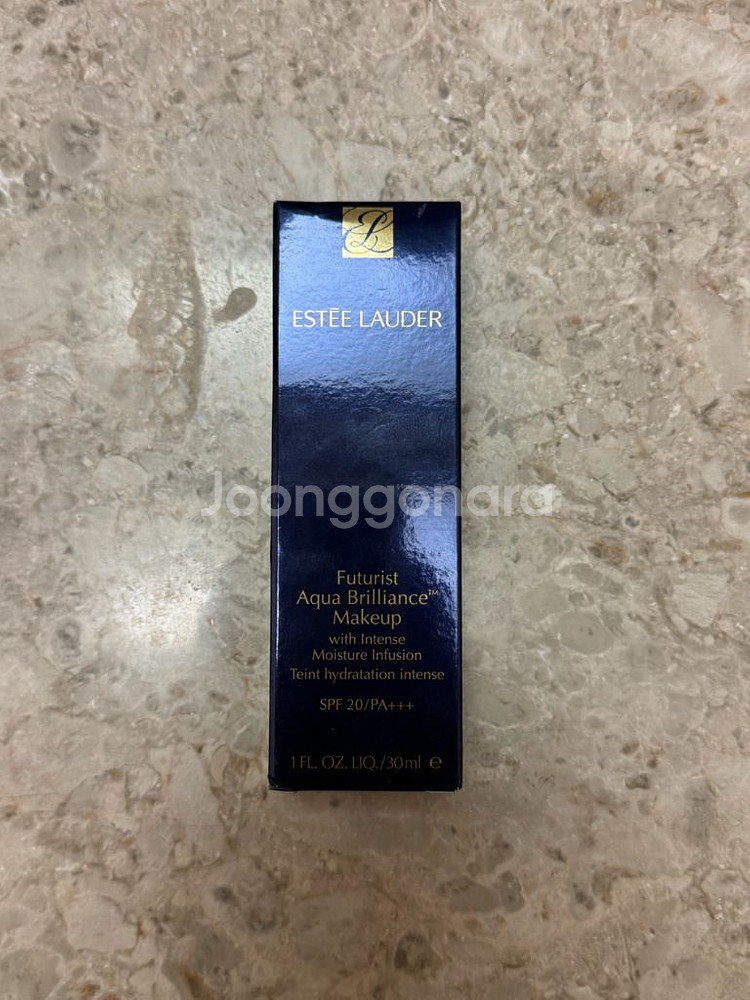 EL
ESTĒE LAUDER
Joonggonara
Futurist
Aqua Brilliance™
Makeup
with Intense
Moisture Infusion
Teint hydratation intense
SPF 20/PA+++
1 FL. OZ. LIQ./30ml ℮